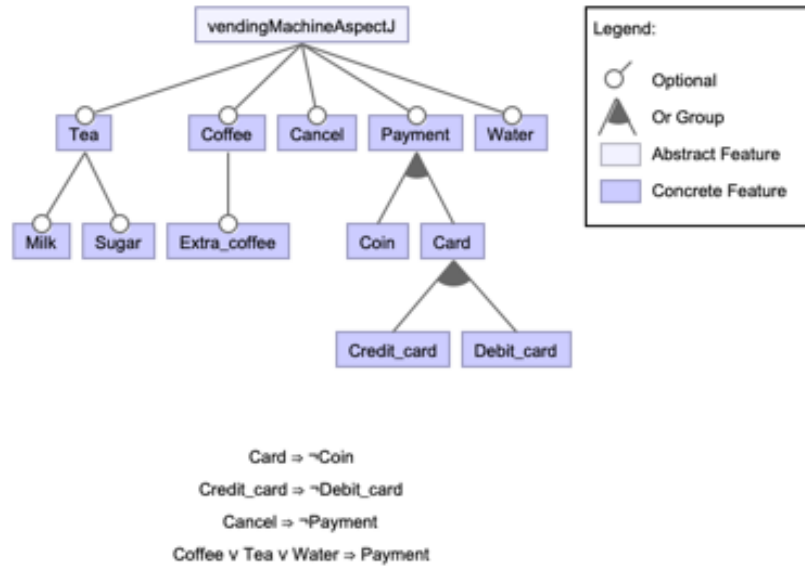 vendingMachineAspectJ
Legend:
Optional
Or Group
Abstract Feature
Concrete Feature
Tea Coffee Cancel Payment Water
Milk Sugar Extra_coffee Coin Card
Credit_card Debit_card
Card ⇒ ¬Coin
Credit_card ⇒ ¬Debit_card
Cancel ⇒ ¬Payment
Coffee ∨ Tea ∨ Water ⇒ Payment